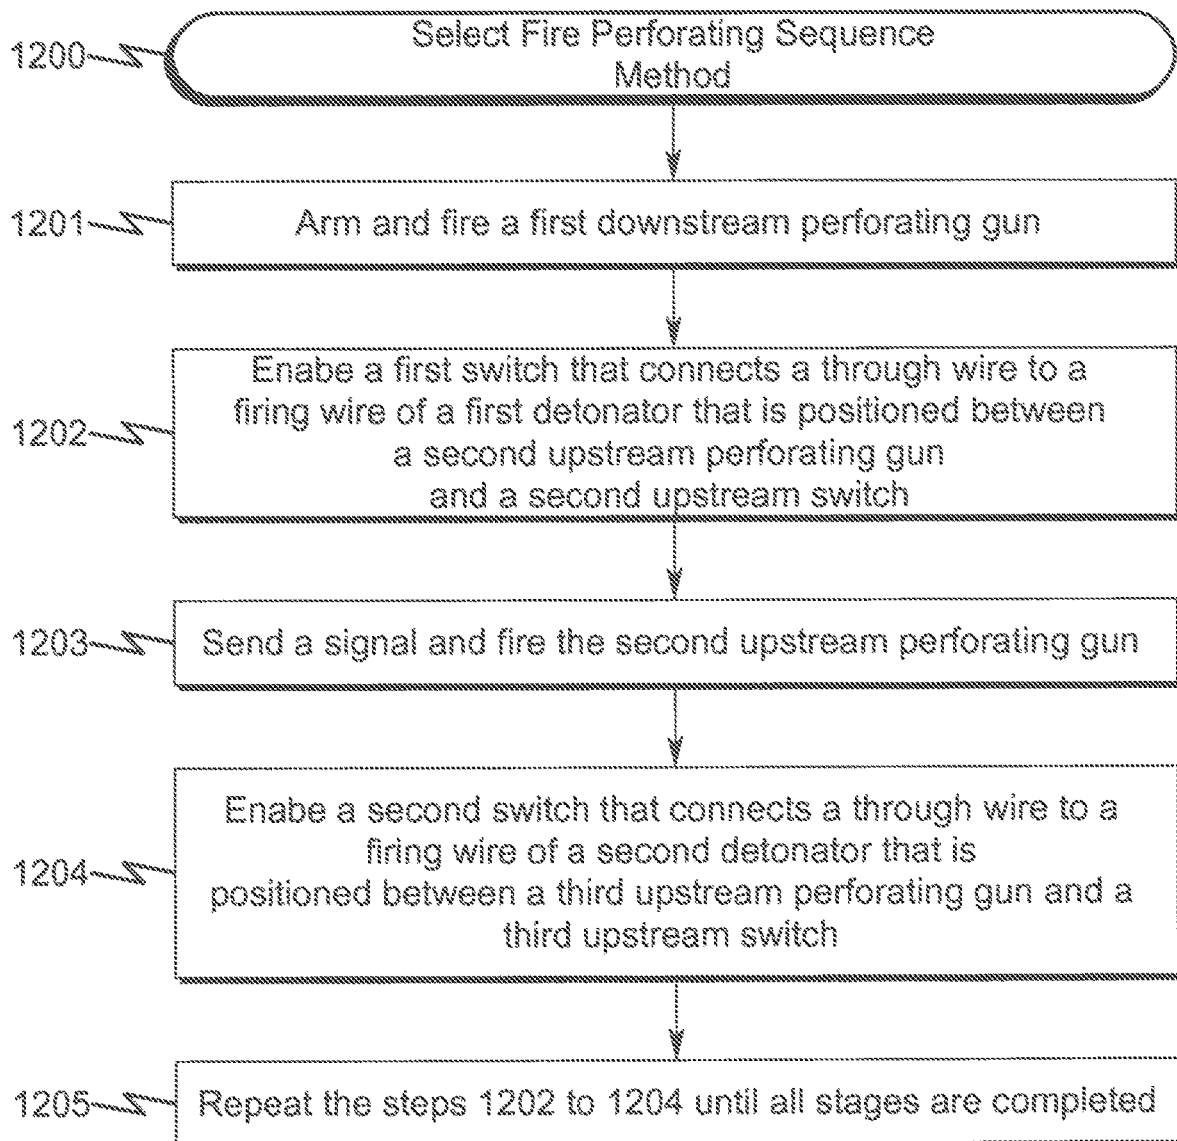 1200
Select Fire Perforating Sequence
Method
1201
Arm and fire a first downstream perforating gun
1202
Enabe a first switch that connects a through wire to a
firing wire of a first detonator that is positioned between
a second upstream perforating gun
and a second upstream switch
1203
Send a signal and fire the second upstream perforating gun
1204
Enabe a second switch that connects a through wire to a
firing wire of a second detonator that is
positioned between a third upstream perforating gun and a
third upstream switch
1205
Repeat the steps 1202 to 1204 until all stages are completed